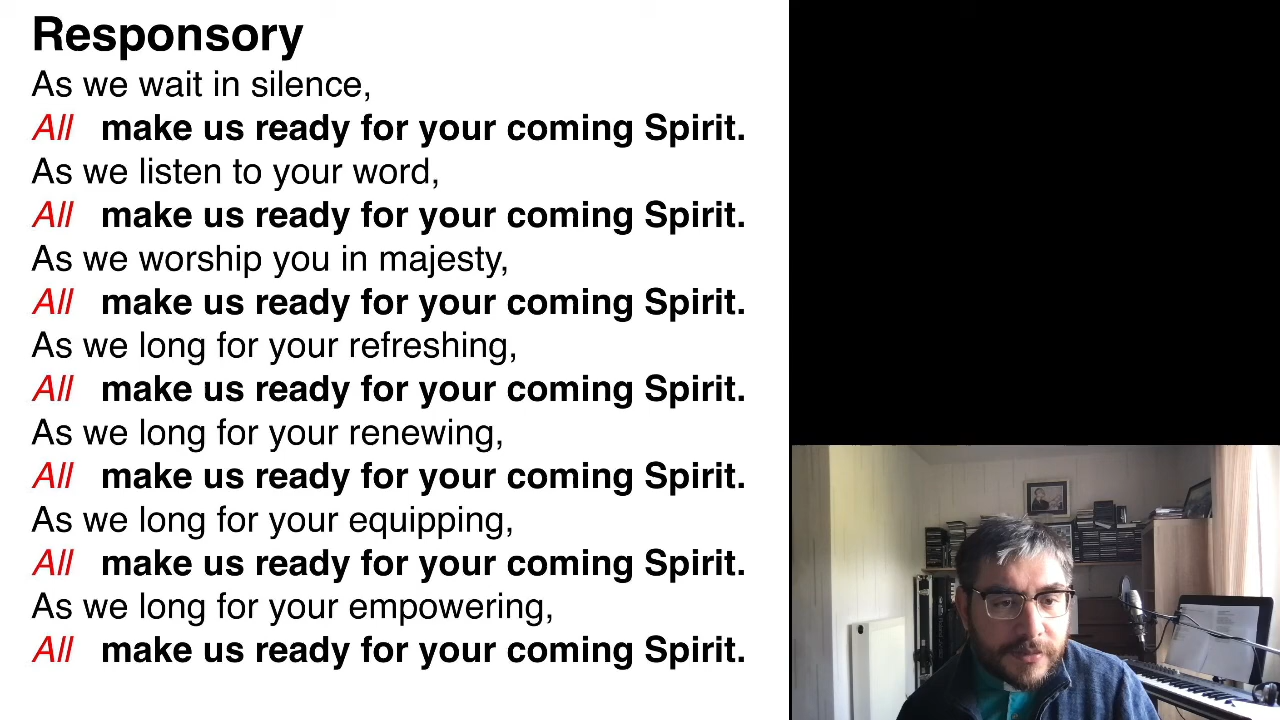 Responsory
As we wait in silence,
All make us ready for your coming Spirit.
As we listen to your word,
All make us ready for your coming Spirit.
As we worship you in majesty,
All make us ready for your coming Spirit.
As we long for your refreshing,
All make us ready for your coming Spirit.
As we long for your renewing,
All make us ready for your coming Spirit.
As we long for your equipping,
All make us ready for your coming Spirit.
As we long for your empowering,
All make us ready for your coming Spirit.